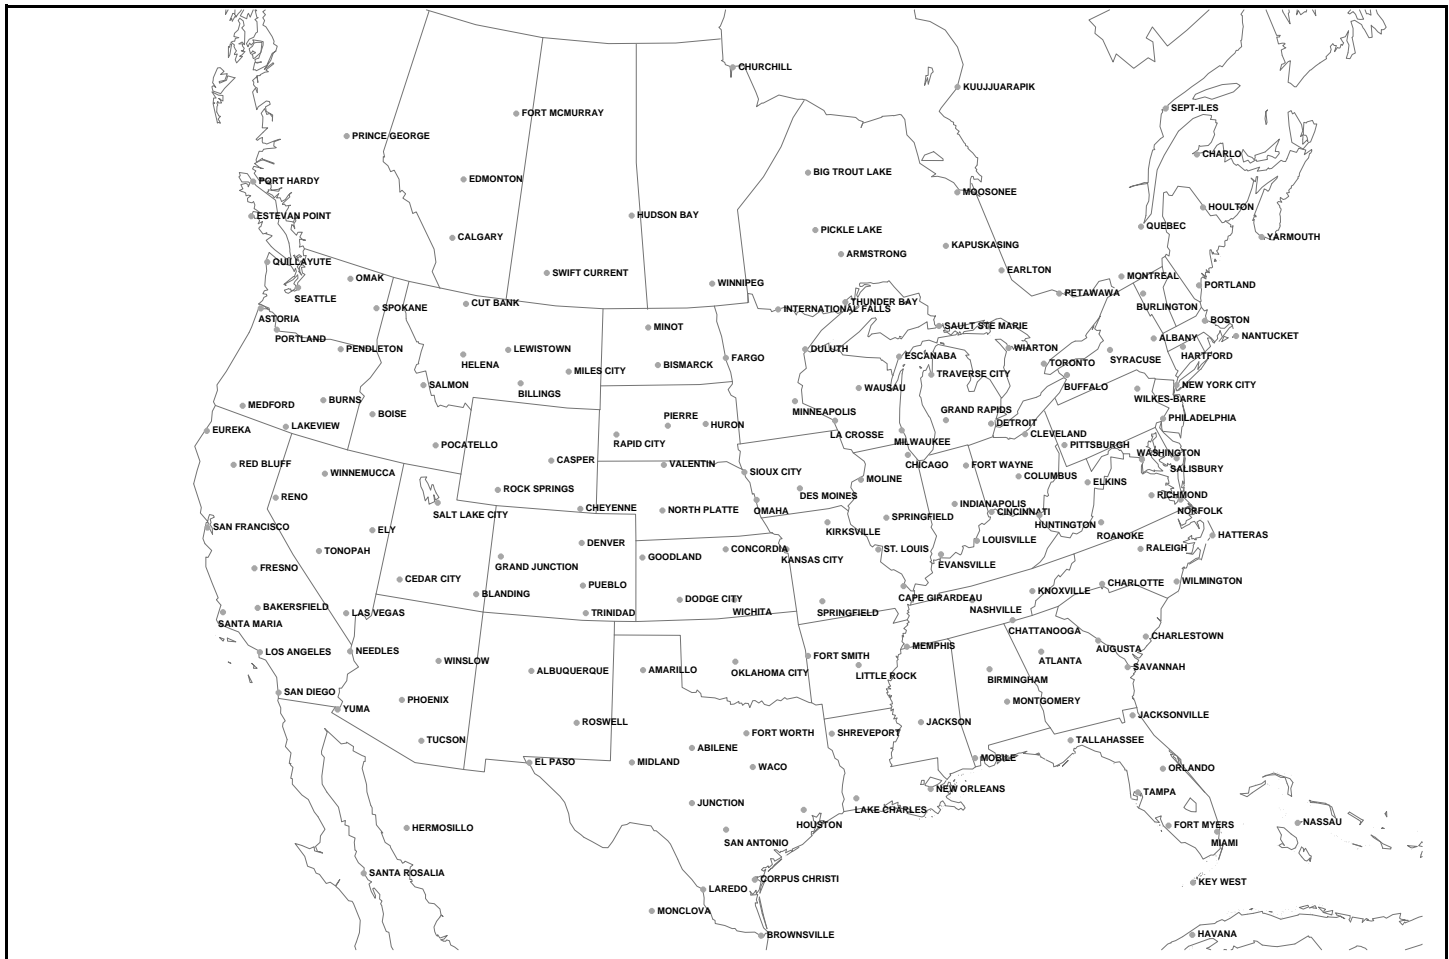 CHURCHILL
KUUJJUARAPIK
SEPT-ILES
FORT MCMURRAY
PRINCE GEORGE
CHARLO
BIG TROUT LAKE
PORT HARDY
EDMONTON
MOOSONEE
HOULTON
ESTEVAN POINT
HUDSON BAY
QUEBEC
PICKLE LAKE
CALGARY
YARMOUTH
KAPUSKASING
ARMSTRONG
QUILLAYUTE
EARLTON
SWIFT CURRENT
OMAK
MONTREAL
WINNIPEG
PORTLAND
PETAWAWA
SEATTLE
CUT BANK
THUNDER BAY
SPOKANE
INTERNATIONAL FALLS
BURLINGTON
ASTORIA
BOSTON
SAULT STE MARIE
MINOT
NANTUCKET
PORTLAND
ALBANY
PENDLETON
LEWISTOWN
DULUTH
WIARTON
HARTFORD
ESCANABA
FARGO
SYRACUSE
TORONTO
HELENA
BISMARCK
MILES CITY
TRAVERSE CITY
SALMON
NEW YORK CITY
BUFFALO
WAUSAU
BILLINGS
WILKES-BARRE
BURNS
MEDFORD
MINNEAPOLIS
BOISE
PIERRE
GRAND RAPIDS
PHILADELPHIA
LAKEVIEW
HURON
DETROIT
EUREKA
LA CROSSE
CLEVELAND
RAPID CITY
MILWAUKEE
POCATELLO
PITTSBURGH
WASHINGTON
CASPER
RED BLUFF
VALENTIN
CHICAGO
FORT WAYNE
SALISBURY
WINNEMUCCA
SIOUX CITY
COLUMBUS
MOLINE
ELKINS
ROCK SPRINGS
DES MOINES
RICHMOND
RENO
INDIANAPOLIS
CHEYENNE
NORTH PLATTE
OMAHA
CINCINNATI
NORFOLK
SALT LAKE CITY
SPRINGFIELD
HUNTINGTON
SAN FRANCISCO
ELY
KIRKSVILLE
ROANOKE
HATTERAS
LOUISVILLE
DENVER
TONOPAH
CONCORDIA
ST. LOUIS
RALEIGH
GOODLAND
KANSAS CITY
GRAND JUNCTION
EVANSVILLE
FRESNO
CEDAR CITY
WILMINGTON
CHARLOTTE
PUEBLO
KNOXVILLE
BLANDING
DODGE CITY
CAPE GIRARDEAU
BAKERSFIELD
NASHVILLE
LAS VEGAS
TRINIDAD
WICHITA
SPRINGFIELD
SANTA MARIA
CHATTANOOGA
CHARLESTOWN
MEMPHIS
AUGUSTA
LOS ANGELES
NEEDLES
FORT SMITH
WINSLOW
ATLANTA
SAVANNAH
ALBUQUERQUE
AMARILLO
OKLAHOMA CITY
LITTLE ROCK
BIRMINGHAM
SAN DIEGO
PHOENIX
MONTGOMERY
YUMA
JACKSONVILLE
ROSWELL
JACKSON
FORT WORTH
SHREVEPORT
TUCSON
TALLAHASSEE
ABILENE
MOBILE
EL PASO
MIDLAND
WACO
ORLANDO
NEW ORLEANS
TAMPA
JUNCTION
LAKE CHARLES
NASSAU
HOUSTON
FORT MYERS
HERMOSILLO
SAN ANTONIO
MIAMI
SANTA ROSALIA
CORPUS CHRISTI
KEY WEST
LAREDO
MONCLOVA
HAVANA
BROWNSVILLE